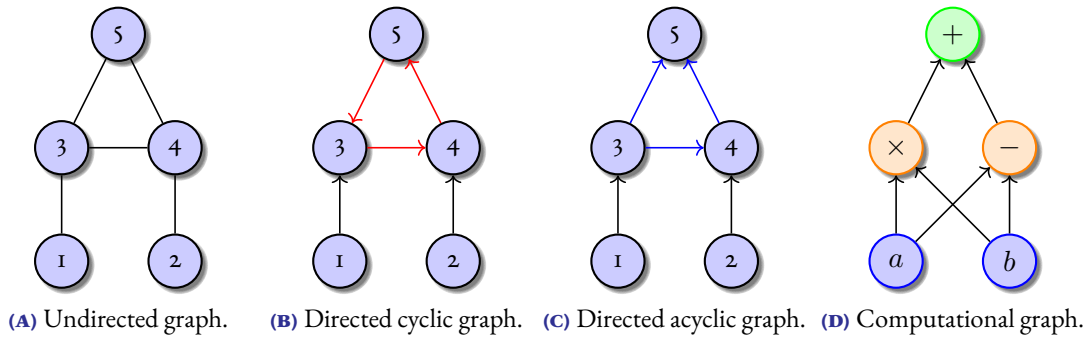 5 5 5 +
3 4 3 4 3 4 × −
1 2 1 2 1 2 a b
(A) Undirected graph. (B) Directed cyclic graph. (C) Directed acyclic graph. (D) Computational graph.